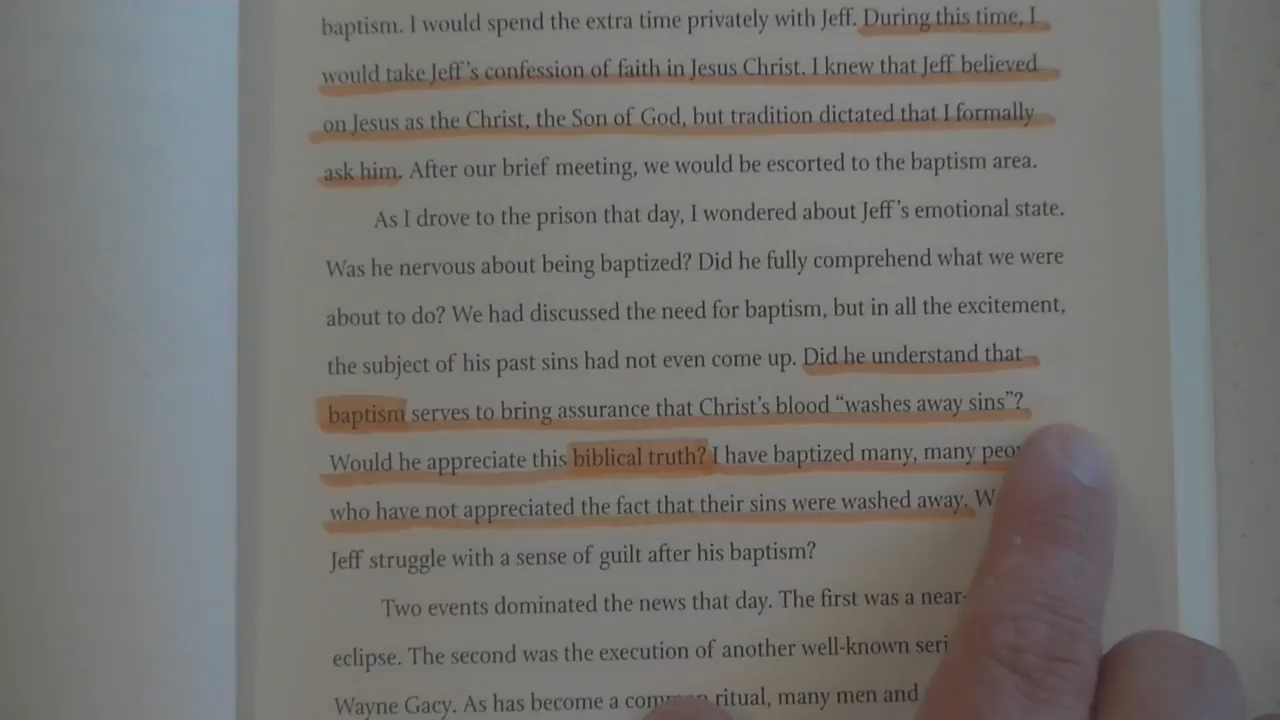 baptism. I would spend the extra time privately with Jeff. During this time, I
would take Jeff's confession of faith in Jesus Christ. I knew that Jeff believed
on Jesus as the Christ, the Son of God, but tradition dictated that I formally
ask him. After our brief meeting, we would be escorted to the baptism area.
As I drove to the prison that day, I wondered about Jeff's emotional state.
Was he nervous about being baptized? Did he fully comprehend what we were
about to do? We had discussed the need for baptism, but in all the excitement,
the subject of his past sins had not even come up. Did he understand that
baptism serves to bring assurance that Christ's blood “washes away sins”?
Would he appreciate this biblical truth? I have baptized many, many
who have not appreciated the fact that their sins were washed away.
Jeff struggle with a sense of guilt after his baptism?
Two events dominated the news that day. The first was a near-
eclipse. The second was the execution of another well-known
Wayne Gacy. As has become a ritual, many men and